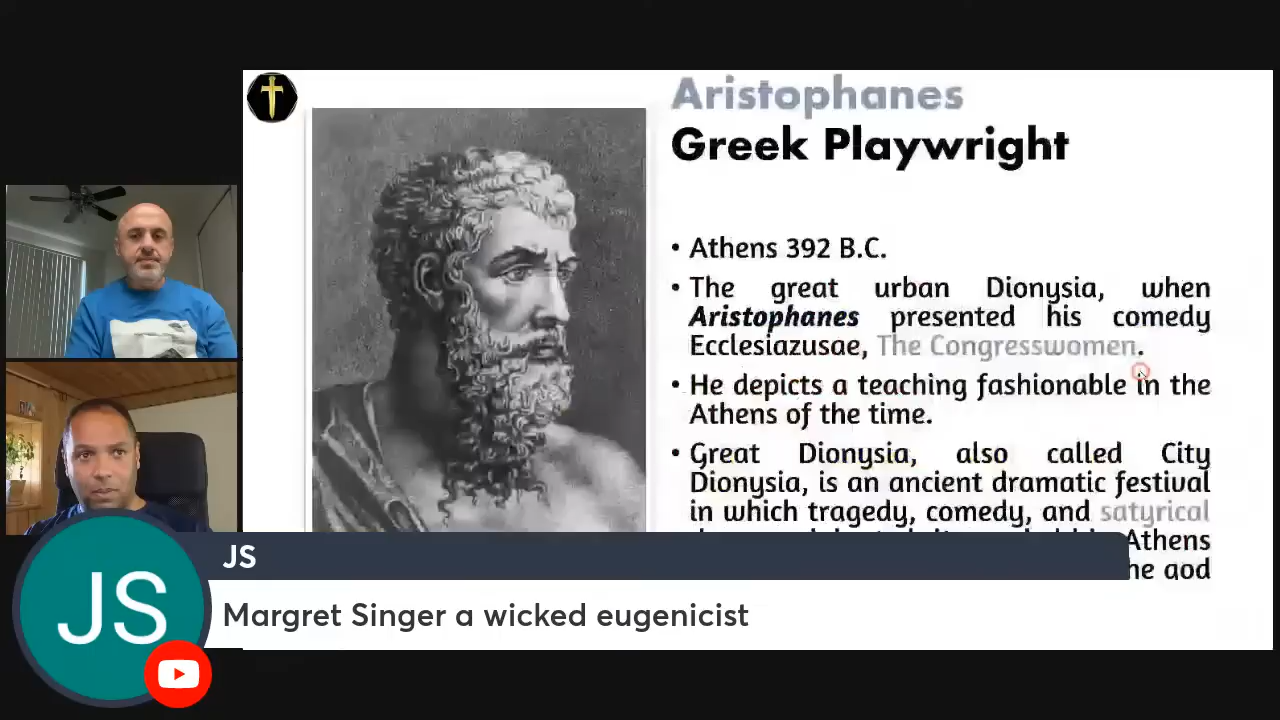 Aristophanes
Greek Playwright
• Athens 392 B.C.
• The great urban Dionysia, when
Aristophanes presented his comedy
Ecclesiazusae, The Congresswomen.
• He depicts a teaching fashionable in the
Athens of the time.
• Great Dionysia, also called City
Dionysia, is an ancient dramatic festival
in which tragedy, comedy, and satyrical
Athens
he god
JS
JS
Margret Singer a wicked eugenicist